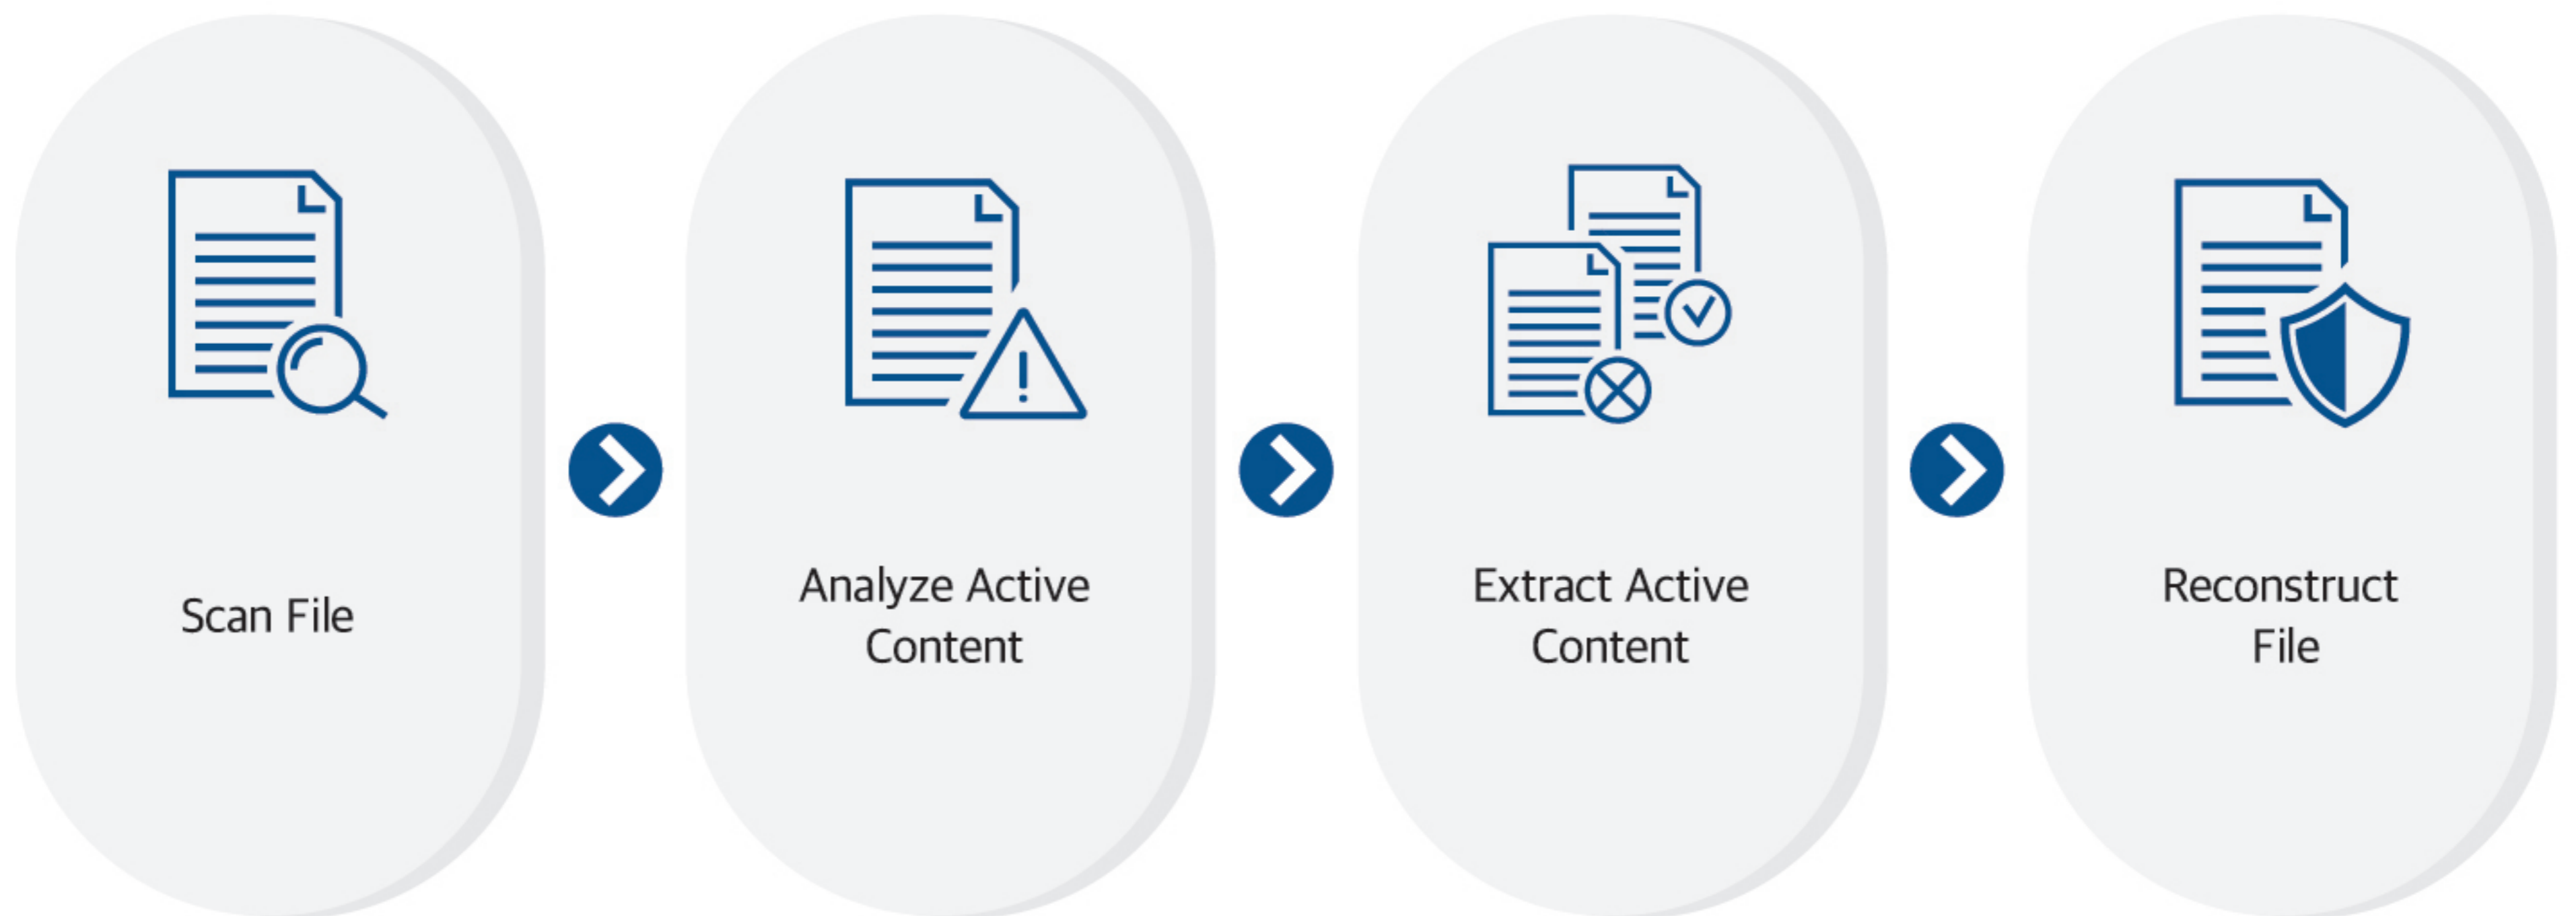 Scan File
Analyze Active
Content
Extract Active
Content
Reconstruct
File